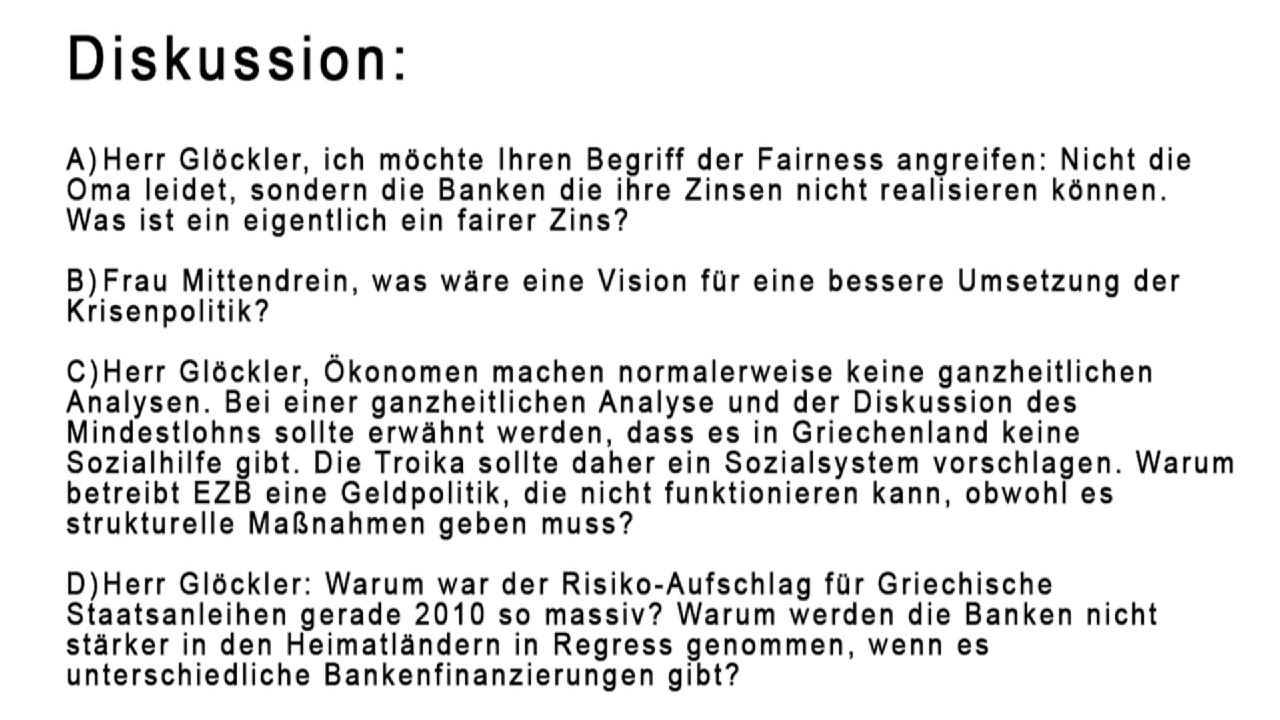 Diskussion:
A)Herr Glöckler, ich möchte Ihren Begriff der Fairness angreifen: Nicht die
Oma leidet, sondern die Banken die ihre Zinsen nicht realisieren können.
Was ist ein eigentlich ein fairer Zins?
B)Frau Mittendrein, was wäre eine Vision für eine bessere Umsetzung der
Krisenpolitik?
C)Herr Glöckler, Ökonomen machen normalerweise keine ganzheitlichen
Analysen. Bei einer ganzheitlichen Analyse und der Diskussion des
Mindestlohns sollte erwähnt werden, dass es in Griechenland keine
Sozialhilfe gibt. Die Troika sollte daher ein Sozialsystem vorschlagen. Warum
betreibt EZB eine Geldpolitik, die nicht funktionieren kann, obwohl es
strukturelle Maßnahmen geben muss?
D)Herr Glöckler: Warum war der Risiko-Aufschlag für Griechische
Staatsanleihen gerade 2010 so massiv? Warum werden die Banken nicht
stärker in den Heimatländern in Regress genommen, wenn es
unterschiedliche Bankenfinanzierungen gibt?